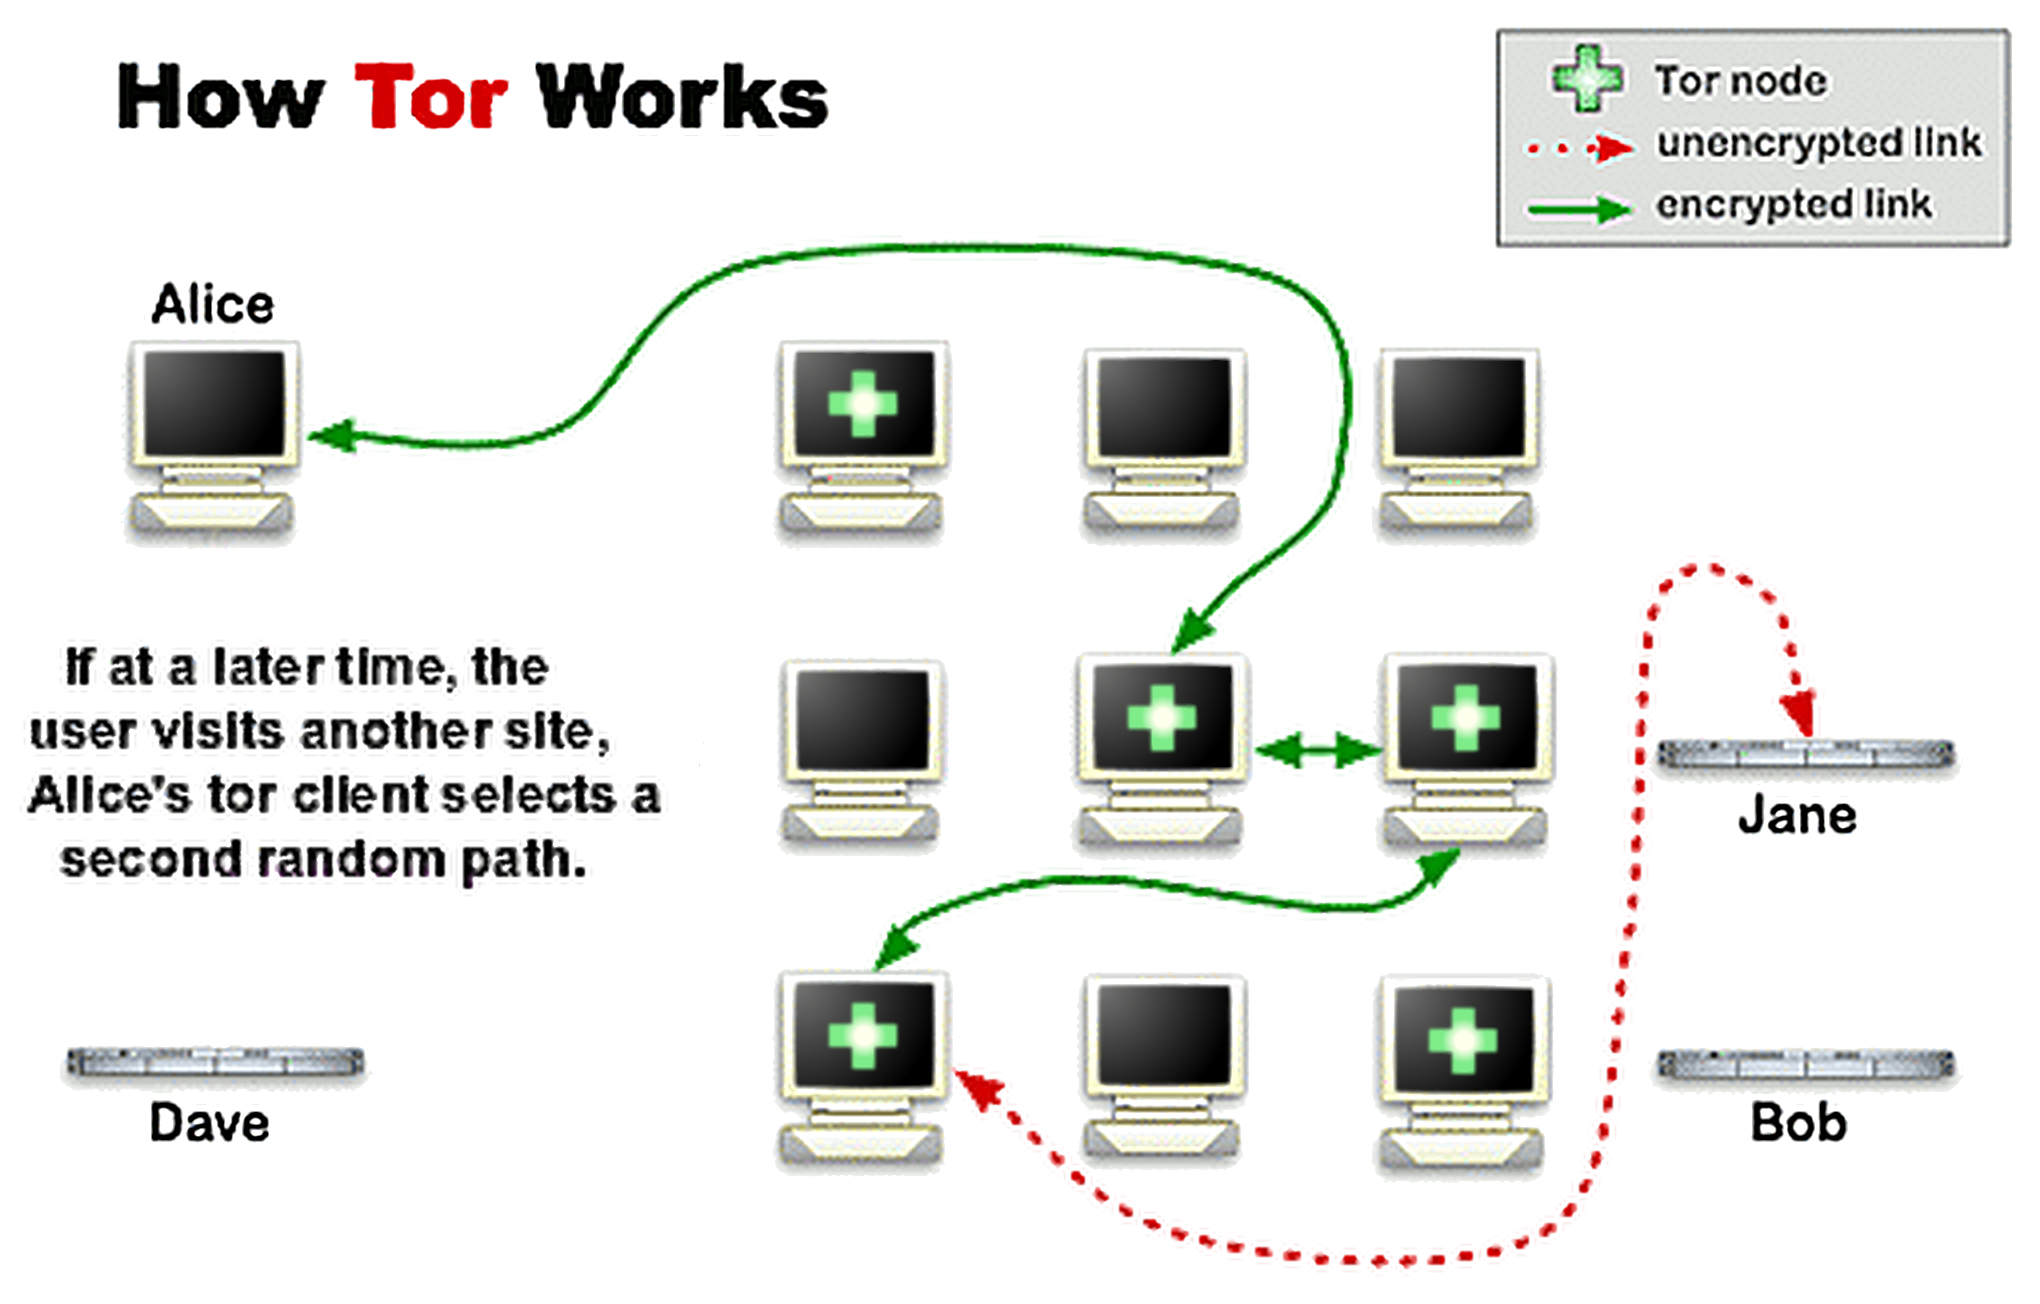 How Tor Works
Tor node
unencrypted link
encrypted link
Alice
If at a later time, the
user visits another site,
Alice's tor client selects a
second random path.
Jane
Dave
Bob